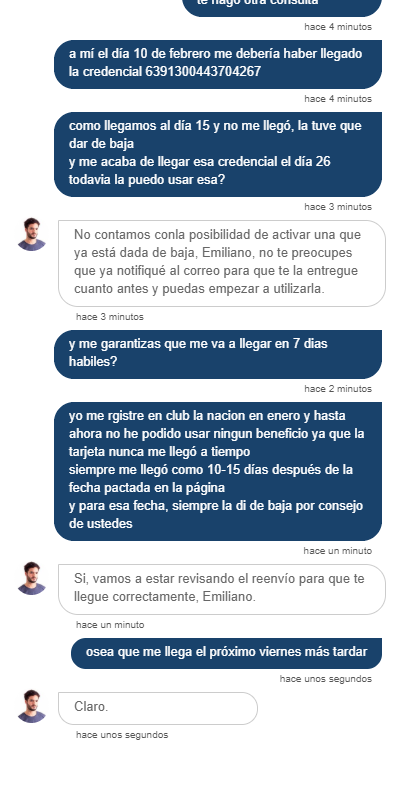 te hago otra consulta
hace 4 minutos
a mí el día 10 de febrero me debería haber llegado
la credencial 6391300443704267
hace 4 minutos
como llegamos al día 15 y no me llegó, la tuve que
dar de baja
y me acaba de llegar esa credencial el día 26
todavia la puedo usar esa?
hace 3 minutos
No contamos conla posibilidad de activar una que
ya está dada de baja, Emiliano, no te preocupes
que ya notifiqué al correo para que te la entregue
cuanto antes y puedas empezar a utilizarla.
hace 3 minutos
y me garantizas que me va a llegar en 7 dias
habiles?
hace 2 minutos
yo me rgistre en club la nacion en enero y hasta
ahora no he podido usar ningun beneficio ya que la
tarjeta nunca me llegó a tiempo
siempre me llegó como 10-15 días después de la
fecha pactada en la página
y para esa fecha, siempre la di de baja por consejo
de ustedes
hace un minuto
Si, vamos a estar revisando el reenvío para que te
llegue correctamente, Emiliano.
hace un minuto
osea que me llega el próximo viernes más tardar
hace unos segundos
Claro.
hace unos segundos